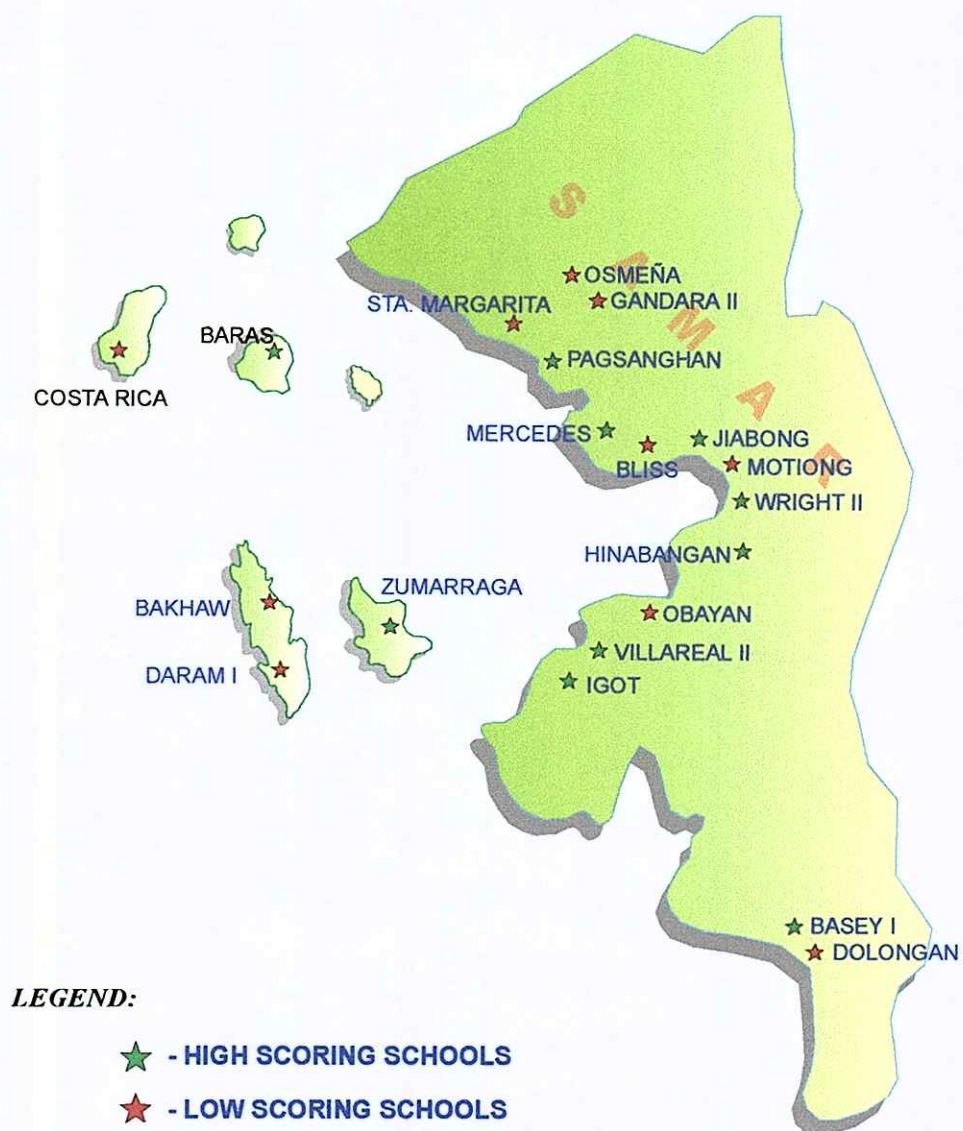 SAMAR
OSMEÑA
GANDARA II
STA. MARGARITA
BARAS
PAGSANGHAN
COSTA RICA
MERCEDES
JIABONG
BLISS
MOTIONG
WRIGHT II
HINABANGAN
ZUMARRAGA
BAKHAW
OBAYAN
VILLAREAL II
DARAM I
IGOT
BASEY I
DOLONGAN
LEGEND:
- HIGH SCORING SCHOOLS
- LOW SCORING SCHOOLS